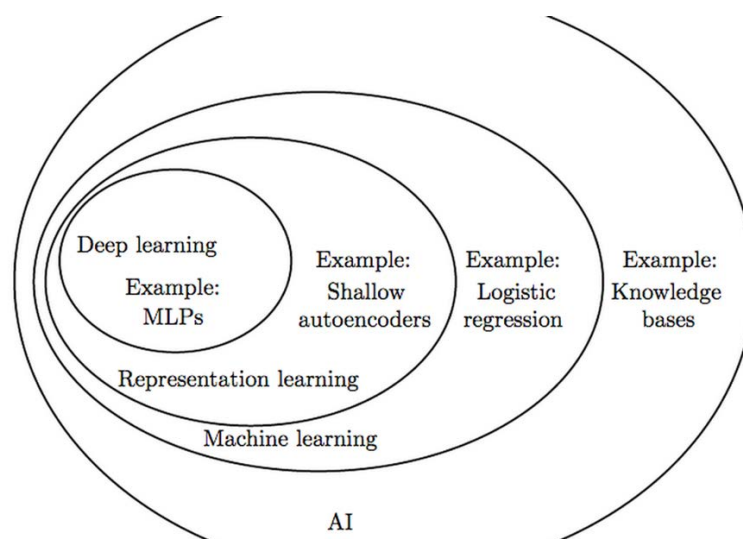 Deep learning
Example:
MLPs
Example:
Shallow
autoencoders
Example:
Logistic
regression
Example:
Knowledge
bases
Representation learning
Machine learning
AI